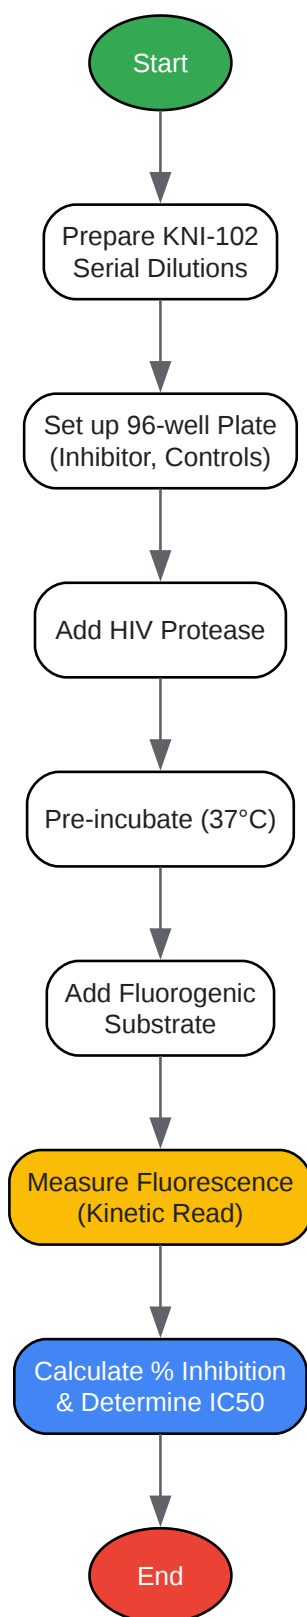 Start
Prepare KNI-102
Serial Dilutions
Set up 96-well Plate
(Inhibitor, Controls)
Add HIV Protease
Pre-incubate (37°C)
Add Fluorogenic
Substrate
Measure Fluorescence
(Kinetic Read)
Calculate % Inhibition
& Determine IC50
End